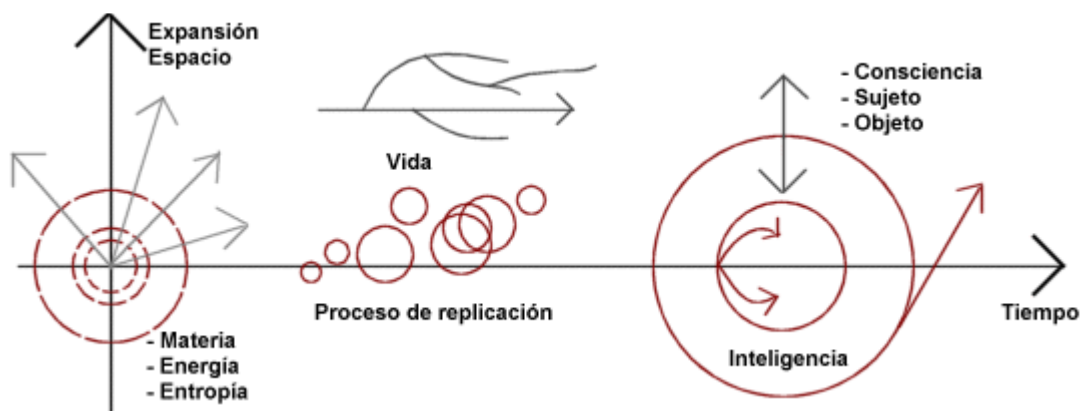 Expansión
Espacio
- Materia
- Energía
- Entropía
Vida
Proceso de replicación
- Consciencia
- Sujeto
- Objeto
Inteligencia
Tiempo